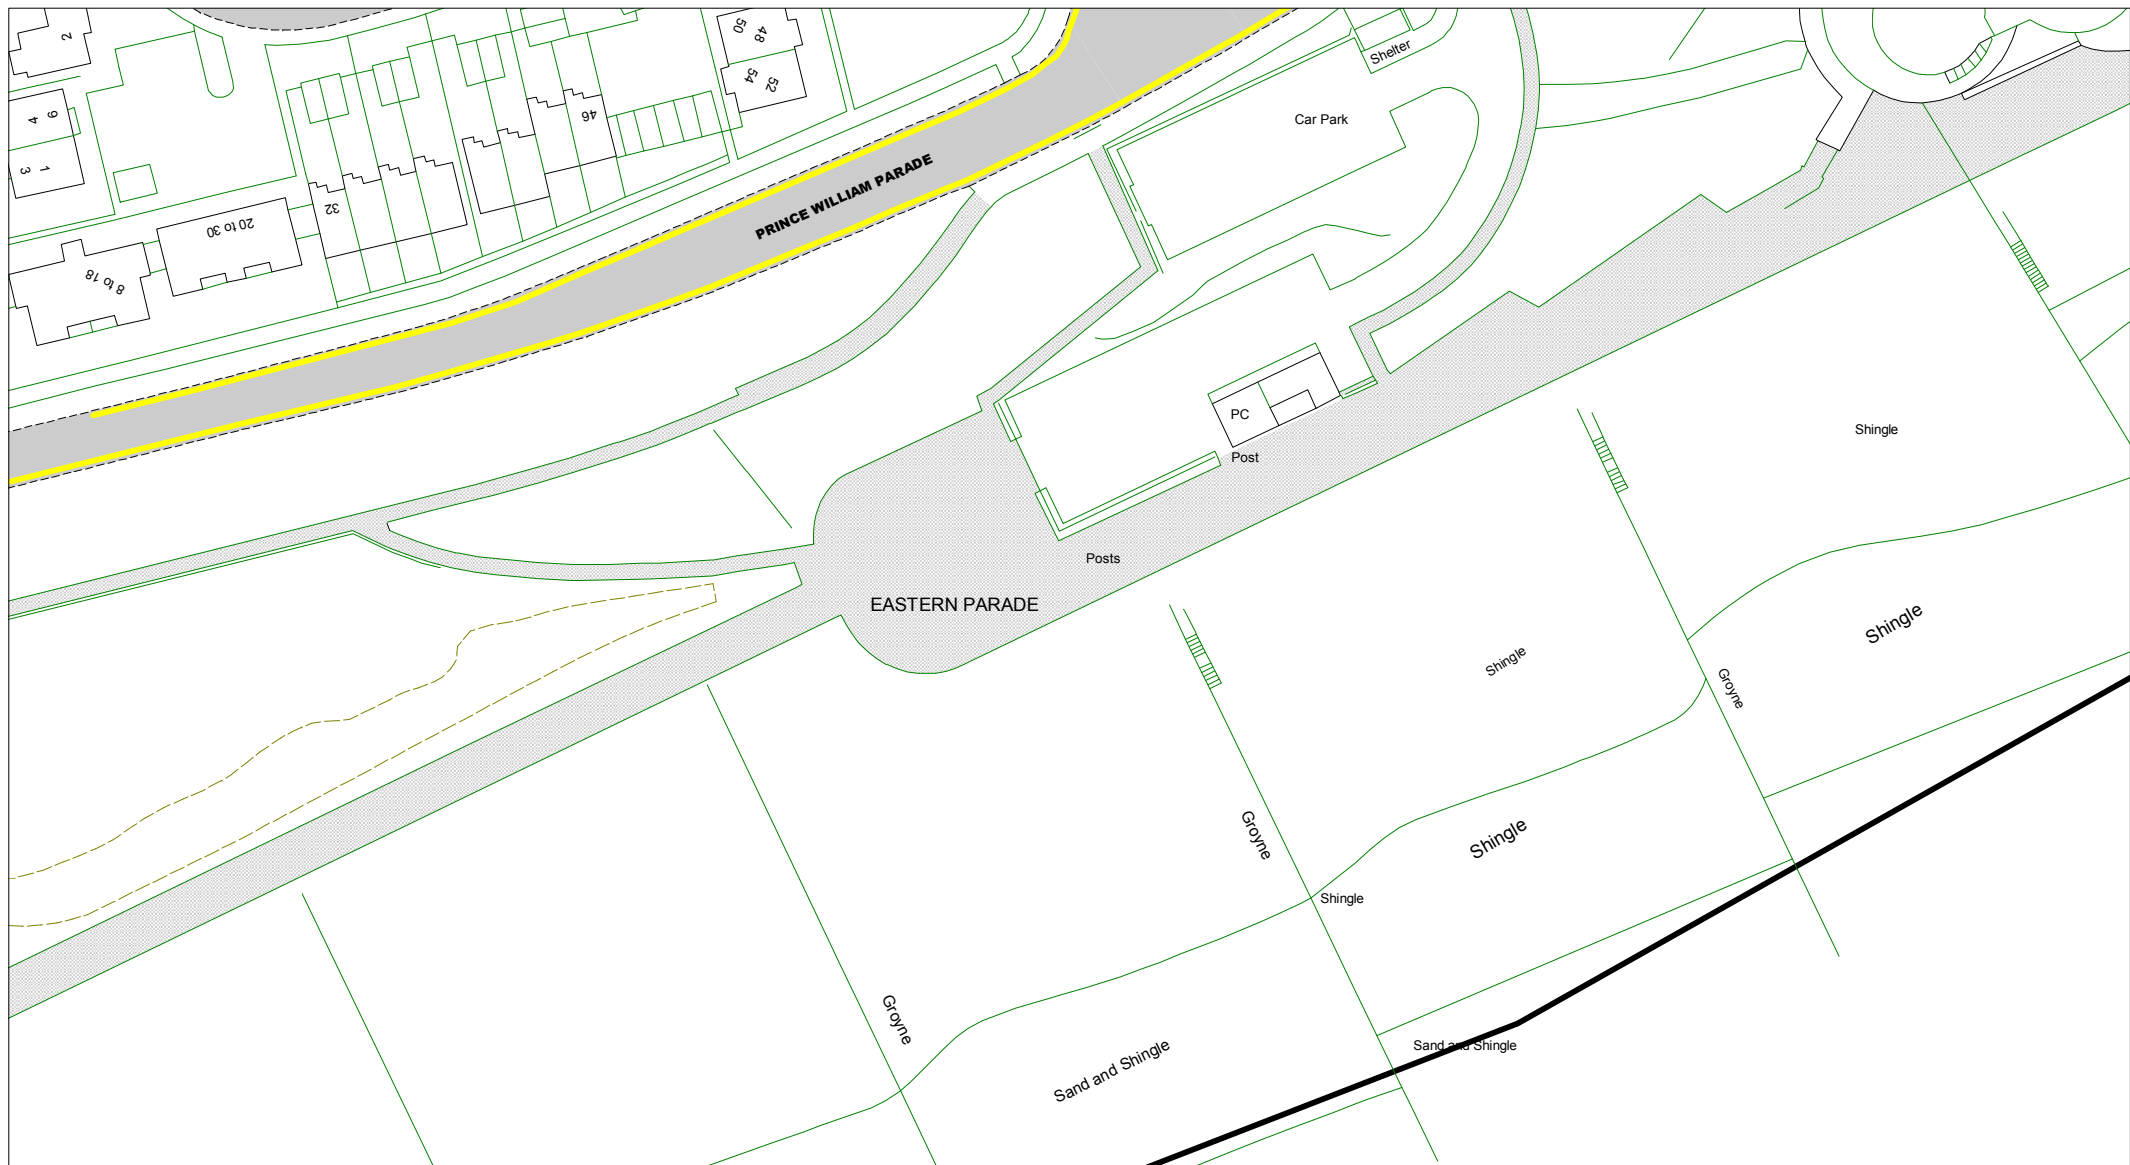 2
50
48
54
52
Shelter
6
4
3
1
46
Car Park
PRINCE WILLIAM PARADE
32
20 to 30
8 to 18
PC
Post
Shingle
Posts
EASTERN PARADE
Shingle
Shingle
Groyne
Groyne
Shingle
Shingle
Groyne
Sand and Shingle
Sand and Shingle